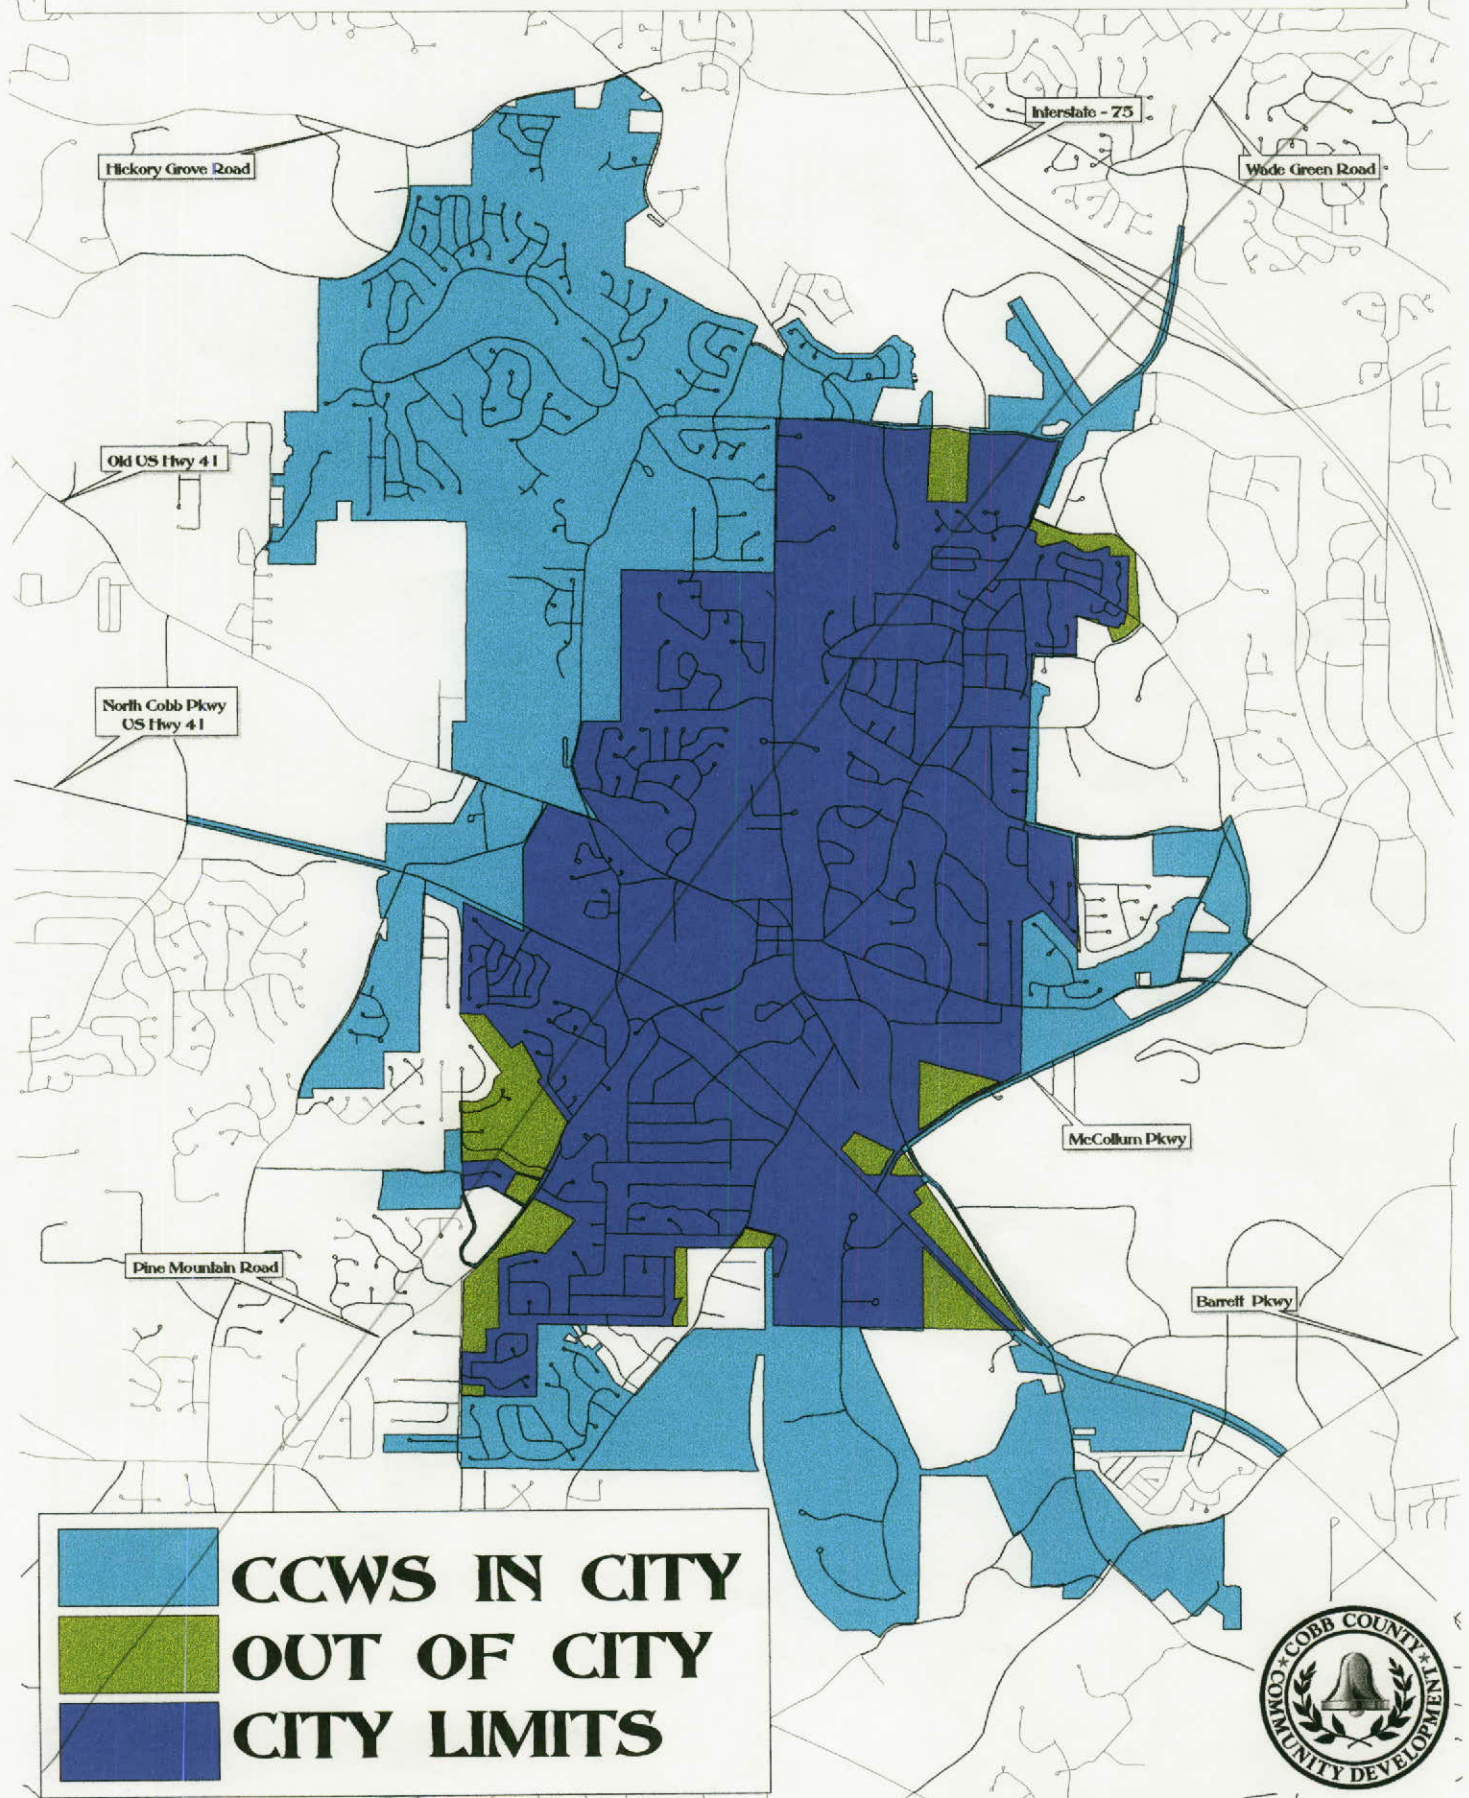 Interstate - 75
Hickory Grove Road
Wade Green Road
Old US Hwy 41
North Cobb Pkwy
US Hwy 41
McCollum Pkwy
Pine Mountain Road
Barrett Pkwy
CCWS IN CITY
OUT OF CITY
CITY LIMITS
COBB COUNTY
COMMUNITY DEVELOPMENT